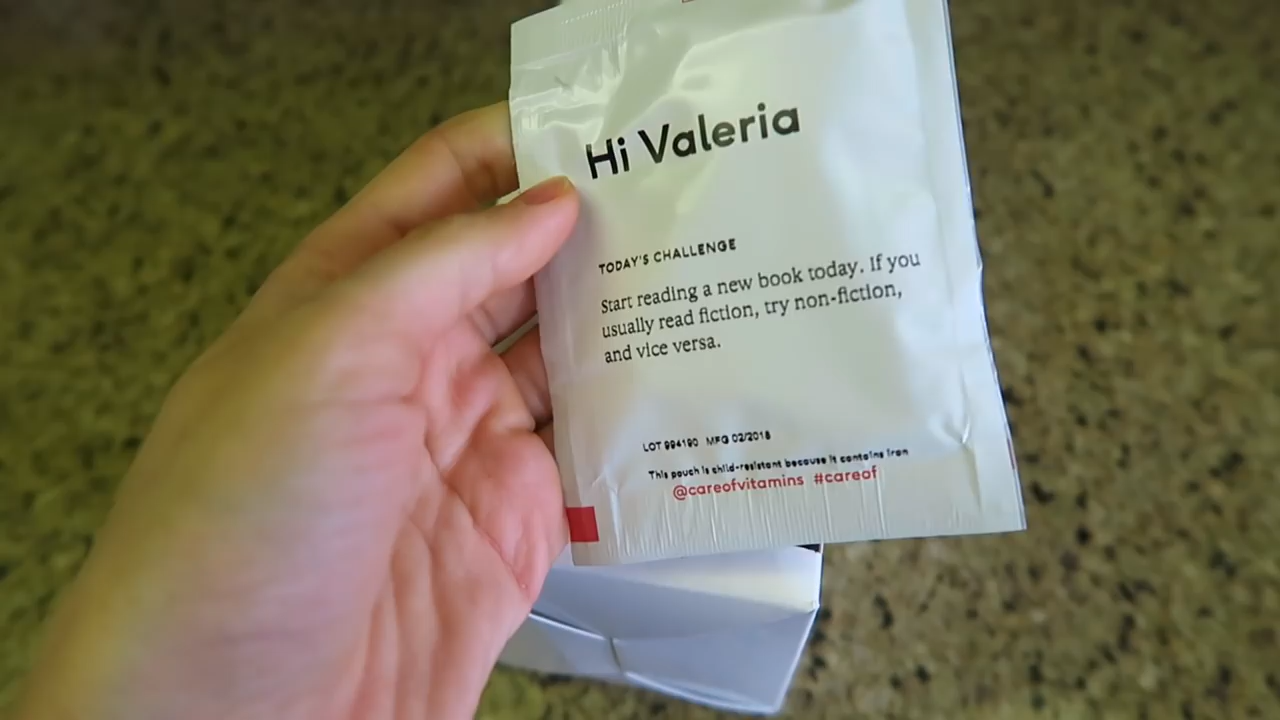 Hi Valeria
TODAY'S CHALLENGE
Start reading a new book today. If you
usually read fiction, try non-fiction,
and vice versa.
LOT 994190 MFG 02/2018
This pouch is child-resistant because it contains iron
@careofvitamins #careof